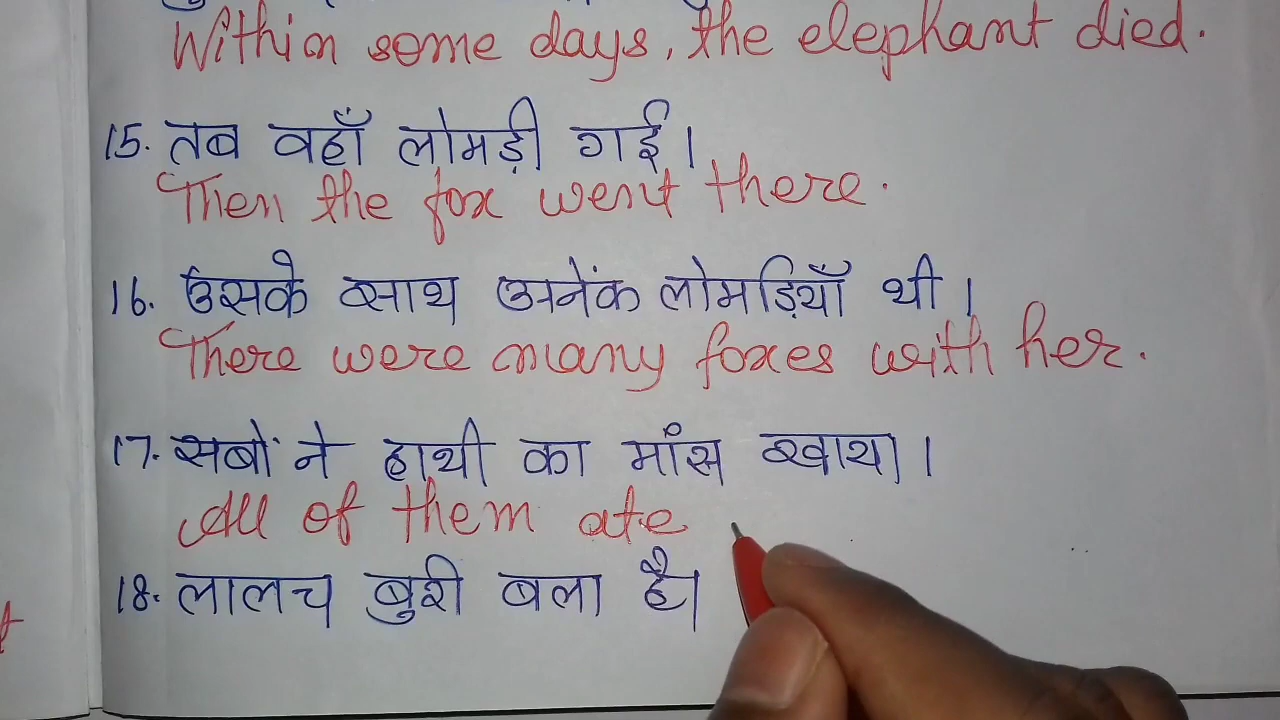 Within some days, the elephant died.
15. तब वहाँ लोमड़ी गई।
Then the fox went there.
16. उसके साथ अनेंक लोमड़ियाँ थी।
There were many foxes with her.
17. सबों ने हाथी का मांस खाया।
All of them ate
18. लालच बुरी बला है।